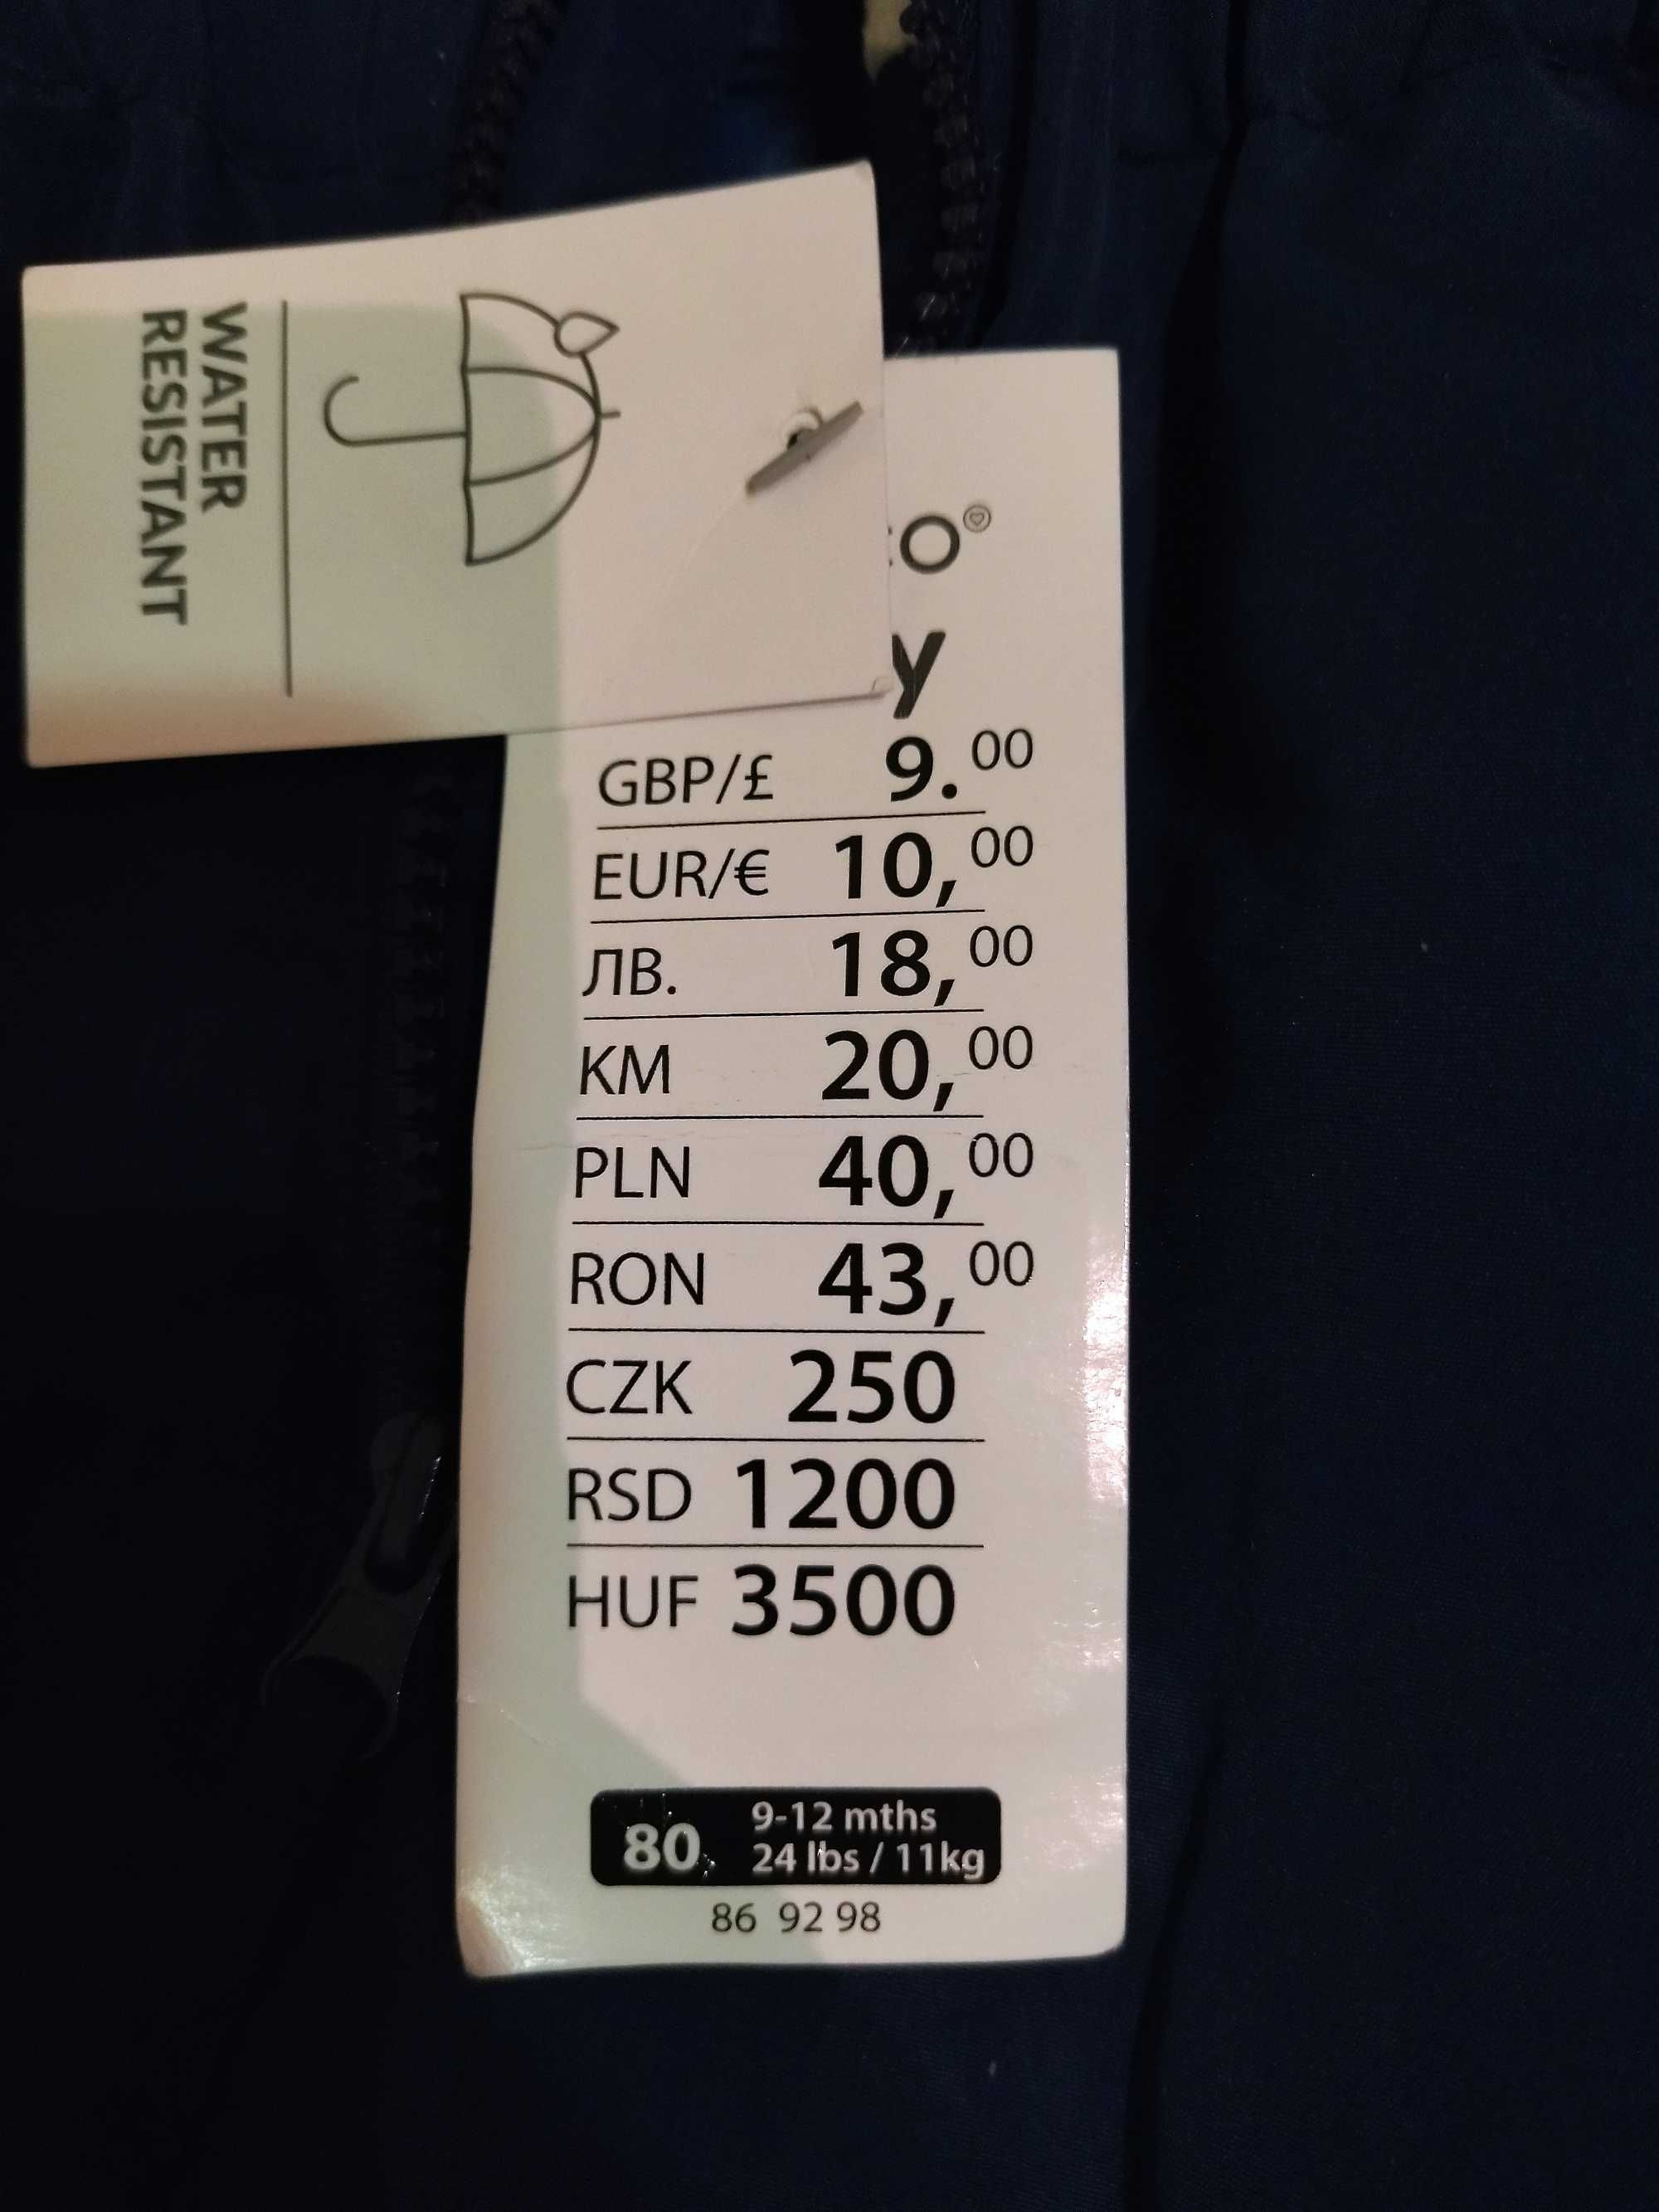 WATER
RESISTANT
GBP/£ 9.00
EUR/€ 10,00
ЛВ. 18,00
KM 20,00
PLN 40,00
RON 43,00
CZK 250
RSD 1200
HUF 3500
80 9-12 mths
24 lbs / 11kg
86 92 98